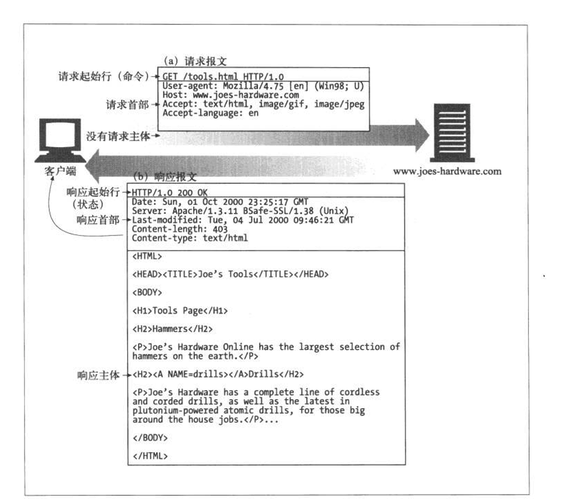 (a) 请求报文
请求起始行（命令）
GET /tools.html HTTP/1.0
User-agent: Mozilla/4.75 [en] (Win98; U)
Host: www.joes-hardware.com
请求首部
Accept: text/html, image/gif, image/jpeg
Accept-language: en
没有请求主体
客户端
www.joes-hardware.com
(b) 响应报文
响应起始行
（状态）
HTTP/1.0 200 OK
Date: Sun, 01 Oct 2000 23:25:17 GMT
Server: Apache/1.3.11 BSafe-SSL/1.38 (Unix)
响应首部
Last-modified: Tue, 04 Jul 2000 09:46:21 GMT
Content-length: 403
Content-type: text/html
<HTML>
<HEAD><TITLE>Joe's Tools</TITLE></HEAD>
<BODY>
<H1>Tools Page</H1>
<H2>Hammers</H2>
<P>Joe's Hardware Online has the largest selection of
hammers on the earth.</P>
响应主体
<H2><A NAME=drills></A>Drills</H2>
<P>Joe's Hardware has a complete line of cordless
and corded drills, as well as the latest in
plutonium-powered atomic drills, for those big
around the house jobs.</P>...
</BODY>
</HTML>